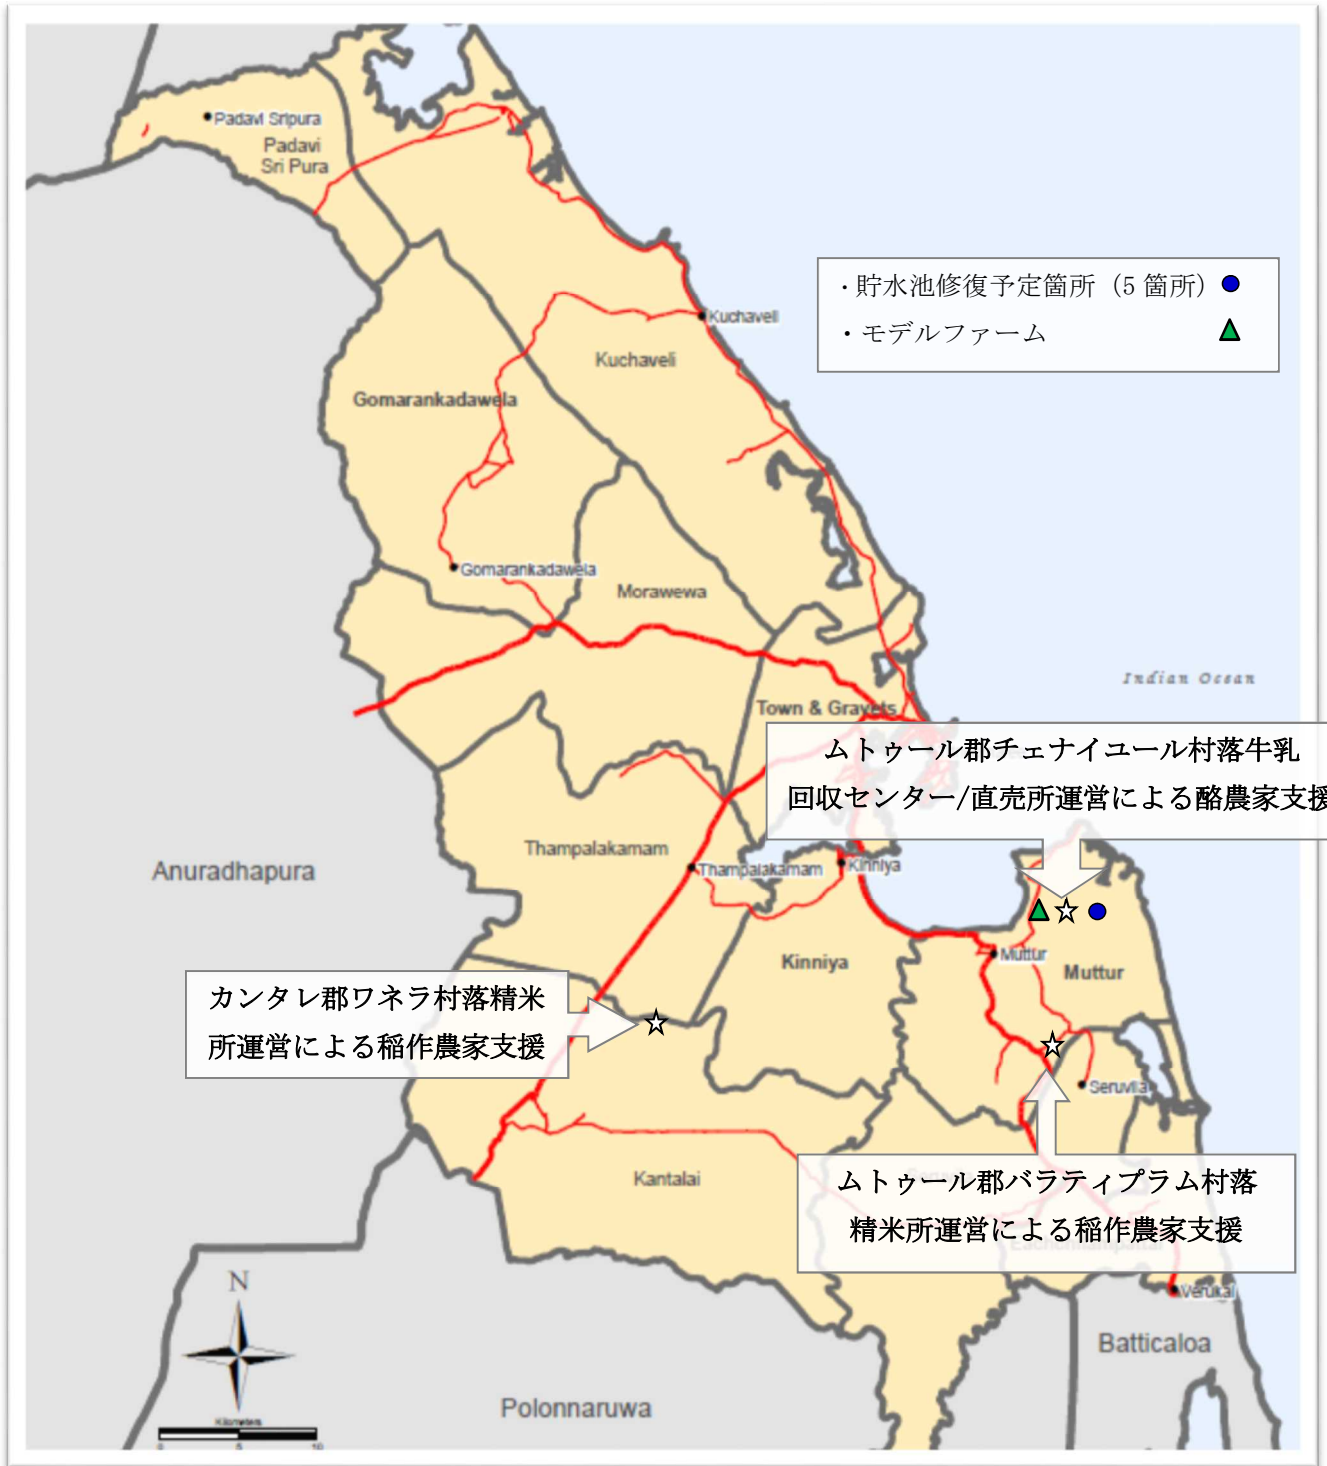 Padavi Sripura
Padavi
Sri Pura
・貯水池修復予定箇所（5 箇所）
・モデルファーム
Kuchaveli
Kuchaveli
Gomarankadawela
Gomarankadawela
Morawewa
Indian Ocean
Town & Gravets
ムトゥール郡チェナイユール村落牛乳
回収センター/直売所運営による酪農家支援
Thampalakamam
Thampalakamam
Kinniya
Anuradhapura
Muttur
Kinniya
Muttur
カンタレ郡ワネラ村落精米
所運営による稲作農家支援
Seruvila
Kantalai
ムトゥール郡バラティプラム村落
精米所運営による稲作農家支援
Verukal
N
Batticaloa
Polonnaruwa
Kilometers
0 5 10